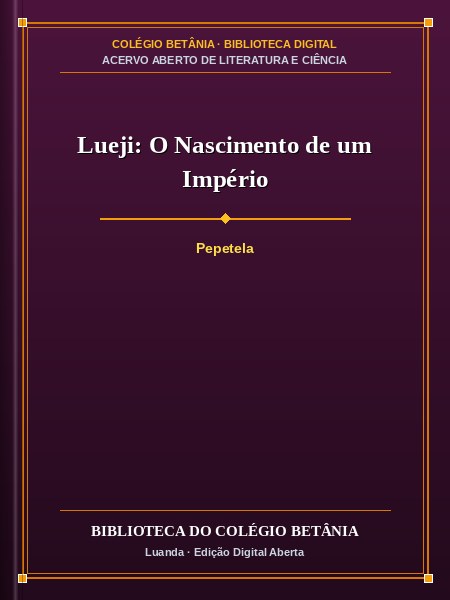 COLÉGIO BETÂNIA · BIBLIOTECA DIGITAL
ACERVO ABERTO DE LITERATURA E CIÊNCIA
Lueji: O Nascimento de um
Império
Pepetela
BIBLIOTECA DO COLÉGIO BETÂNIA
Luanda · Edição Digital Aberta